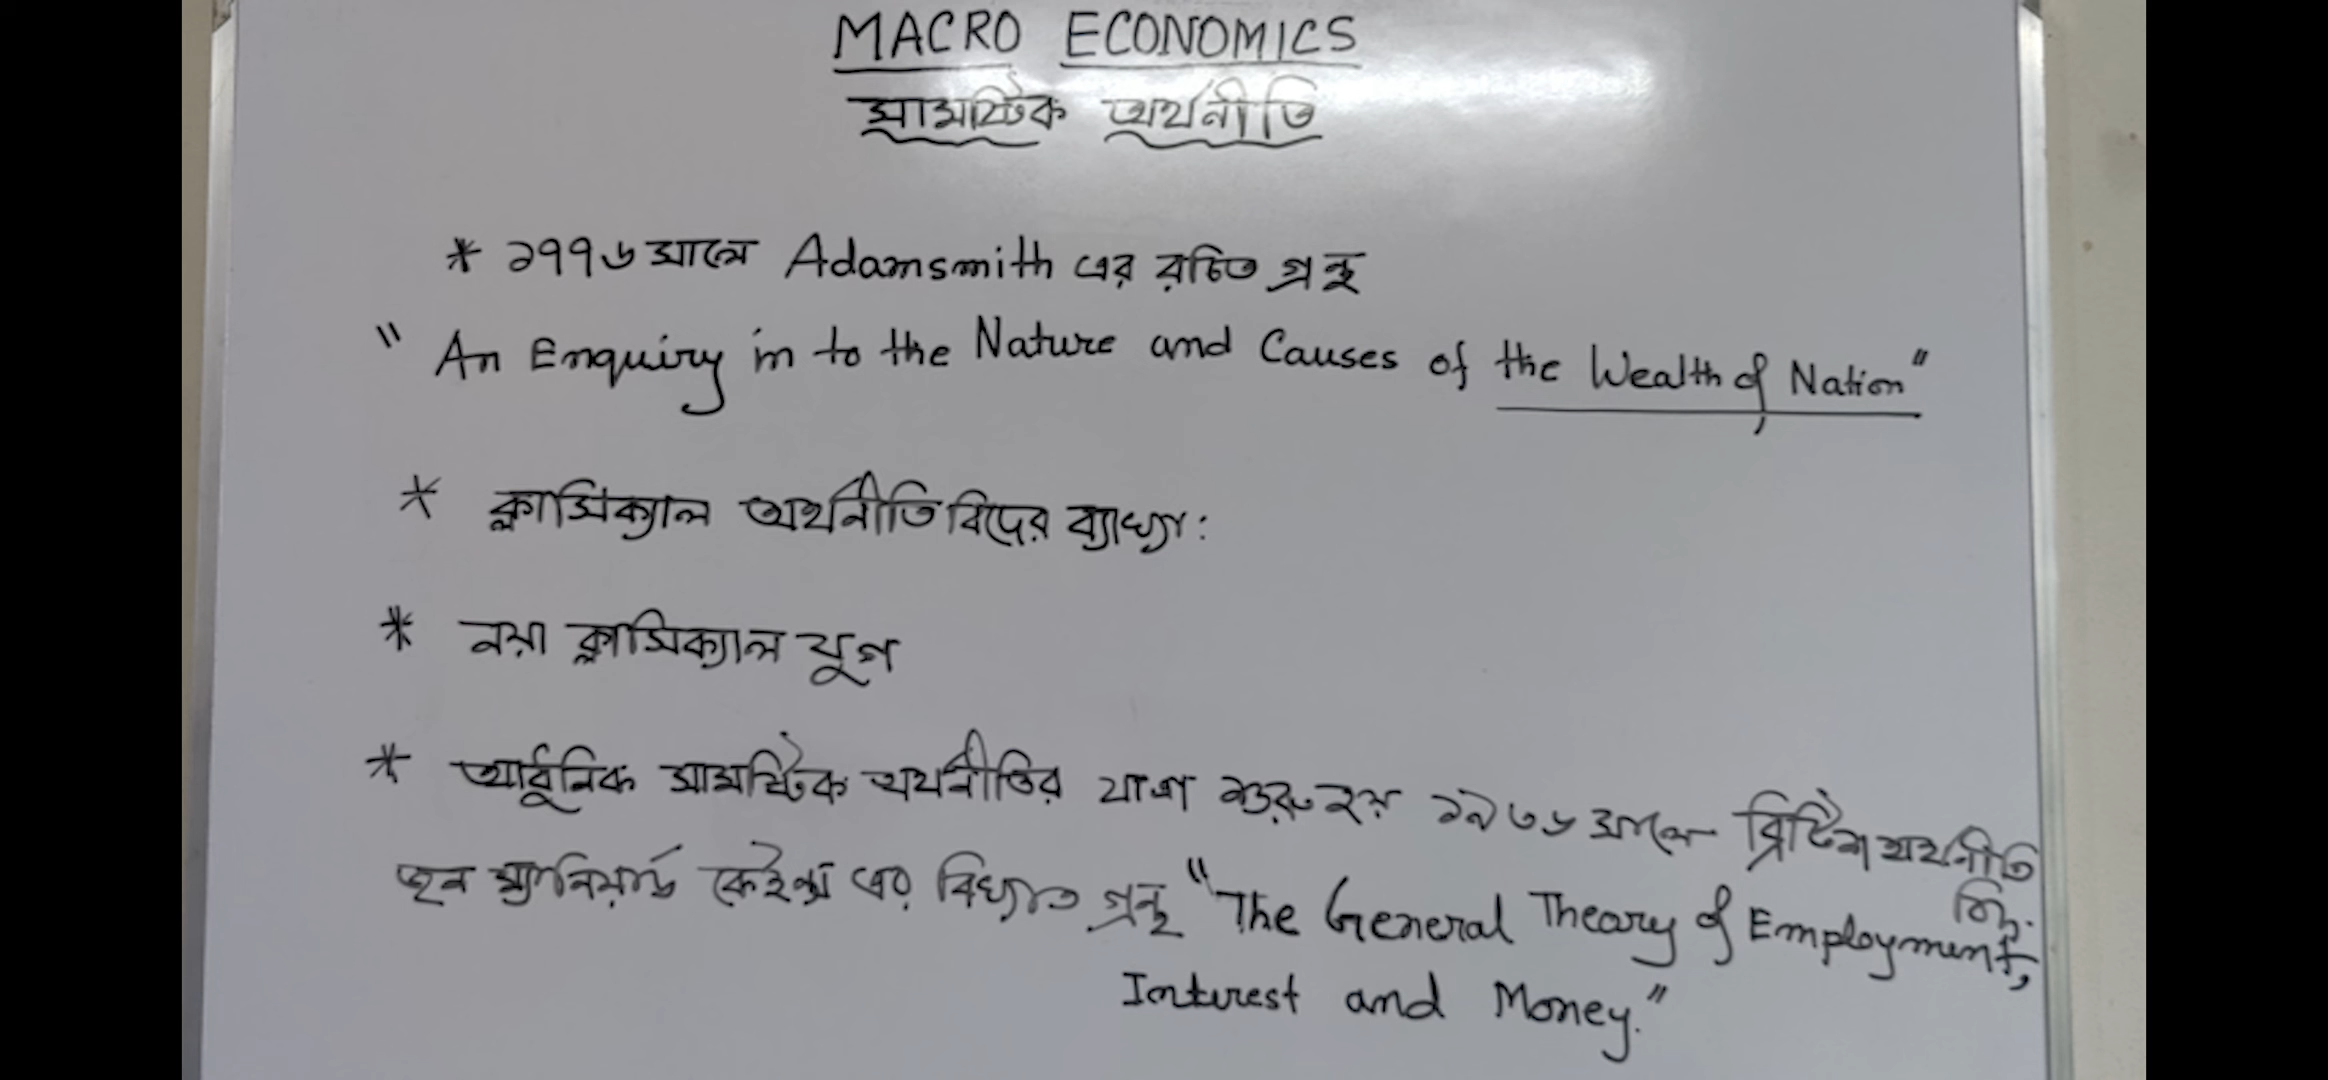 MACRO ECONOMICS
সামষ্টিক অর্থনীতি
* ১৭৭৬ সালে Adamsmith এর রচিত গ্রন্থ
" An Enquiry in to the Nature and Causes of the Wealth of Nation"
* ক্লাসিক্যাল অর্থনীতিবিদের ব্যাখ্যা:
* নয়া ক্লাসিক্যাল যুগ
* আধুনিক সামষ্টিক অর্থনীতির যাত্রা শুরু হয় ১৯৩৬ সালে ব্রিটিশ অর্থনীতি
বিদ
জন ম্যানিয়ার্ড কেইন্স এর বিখ্যাত গ্রন্থ "The General Theory of Employment,
Interest and Money."